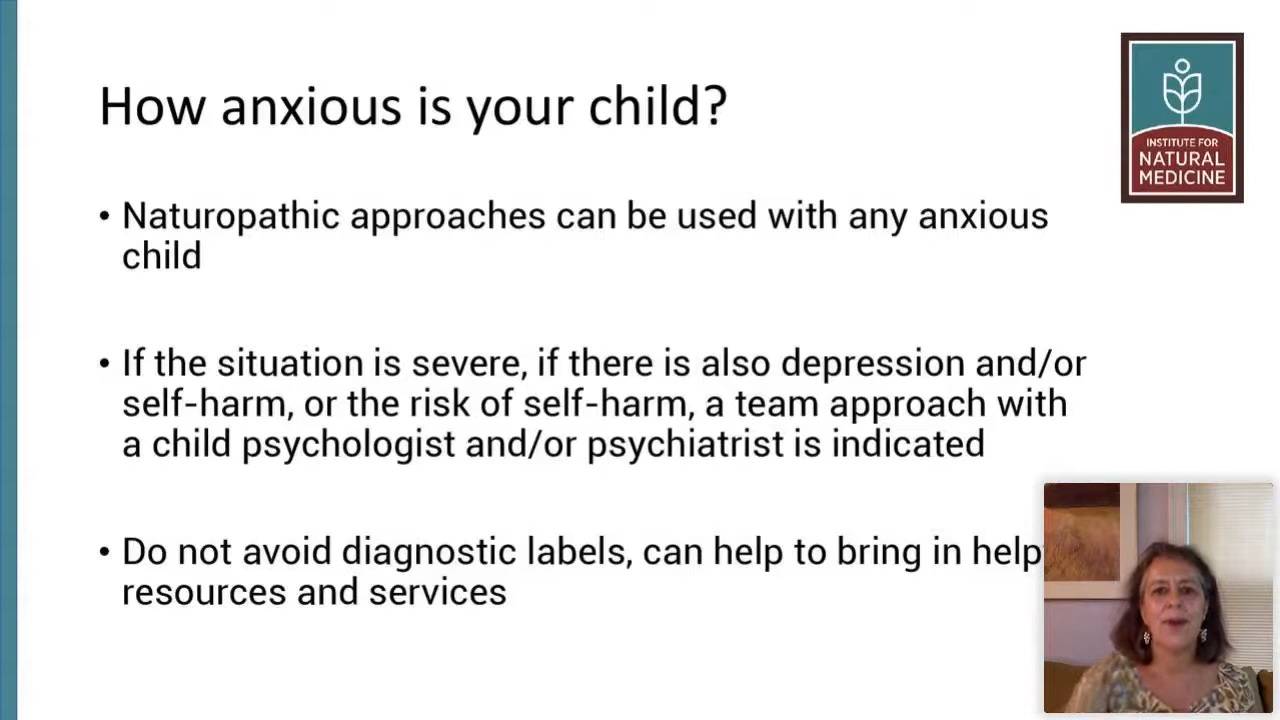 How anxious is your child?
INSTITUTE FOR
NATURAL
MEDICINE
• Naturopathic approaches can be used with any anxious
child
• If the situation is severe, if there is also depression and/or
self-harm, or the risk of self-harm, a team approach with
a child psychologist and/or psychiatrist is indicated
• Do not avoid diagnostic labels, can help to bring in help
resources and services